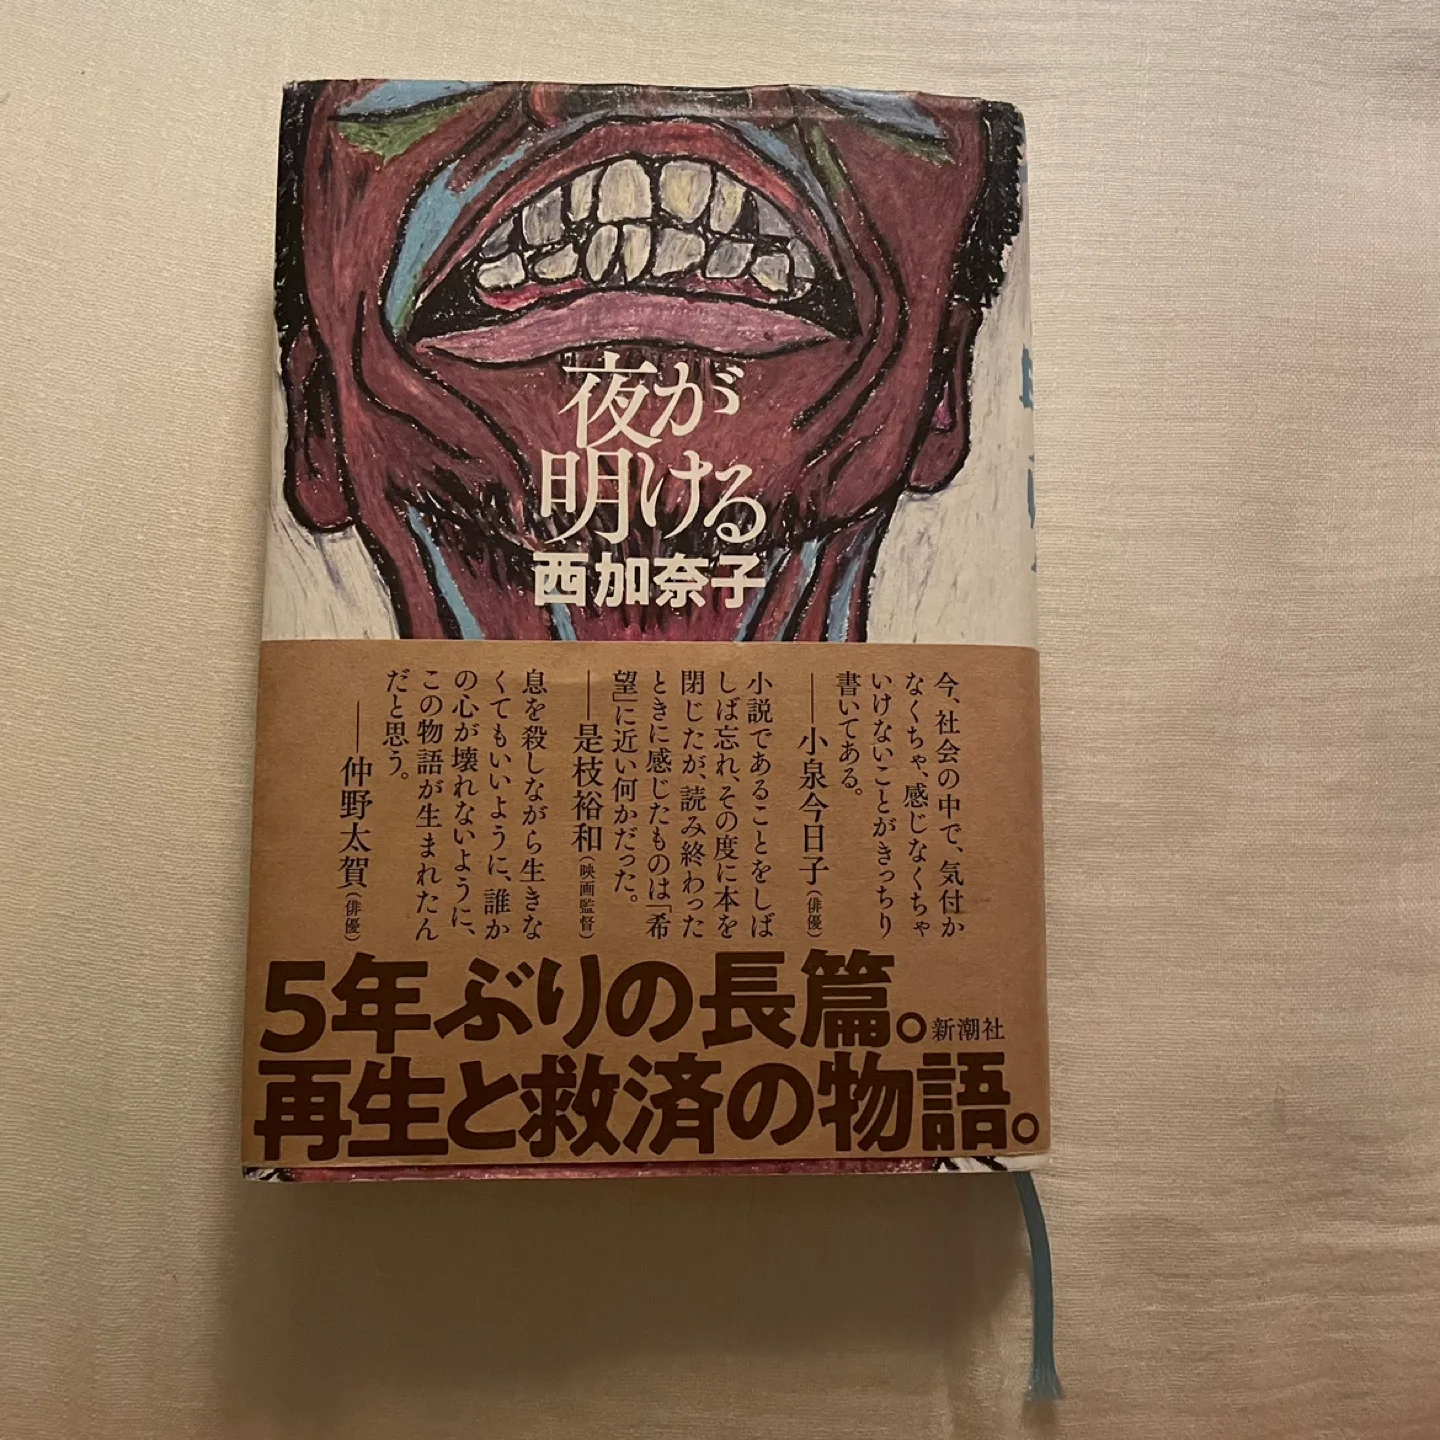 夜が
明ける
西加奈子
今、社会の中で、気付か
なくちゃ、感じなくちゃ
いけないことがきっちり
書いてある。
――小泉今日子（俳優）
小説であることをしば
しば忘れ、その度に本を
閉じたが、読み終わった
ときに感じたものは「希
望」に近い何かだった。
――是枝裕和（映画監督）
息を殺しながら生きな
くてもいいように、誰か
の心が壊れないように、
この物語が生まれたん
だと思う。
――仲野太賀（俳優）
5年ぶりの長篇。新潮社
再生と救済の物語。